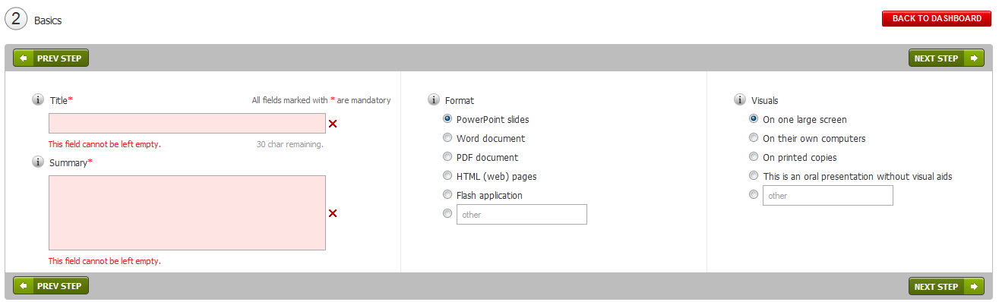 2 Basics
BACK TO DASHBOARD
PREV STEP
NEXT STEP
i Title*
All fields marked with * are mandatory
This field cannot be left empty.
30 char remaining.
i Summary*
This field cannot be left empty.
i Format
PowerPoint slides
Word document
PDF document
HTML (web) pages
Flash application
other
i Visuals
On one large screen
On their own computers
On printed copies
This is an oral presentation without visual aids
other
PREV STEP
NEXT STEP